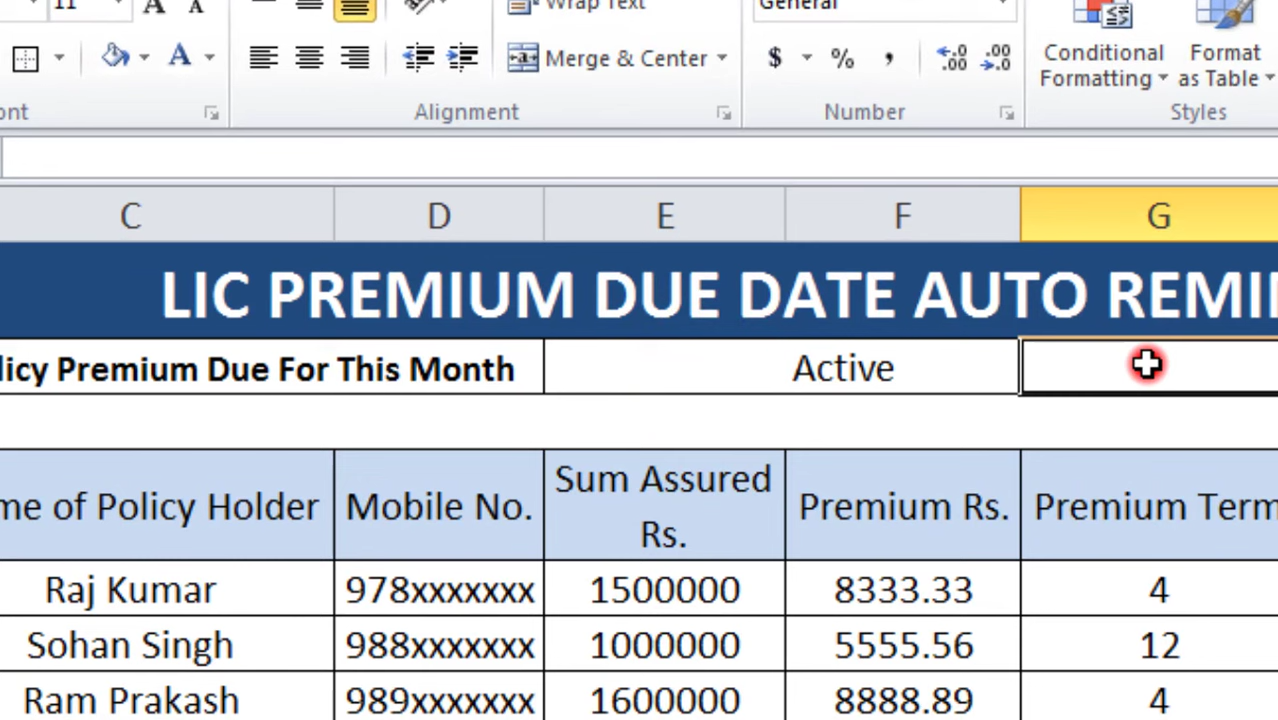 11 A A
Wrap Text
General
Merge & Center
$ % ,
Conditional Formatting
Format as Table
Alignment
Number
Styles
C D E F G
LIC PREMIUM DUE DATE AUTO
Premium Due For This Month Active
of Policy Holder Mobile No. Sum Assured Rs. Premium Rs. Premium Term
Raj Kumar 978xxxxxxx 1500000 8333.33 4
Sohan Singh 988xxxxxxx 1000000 5555.56 12
Ram Prakash 989xxxxxxx 1600000 8888.89 4